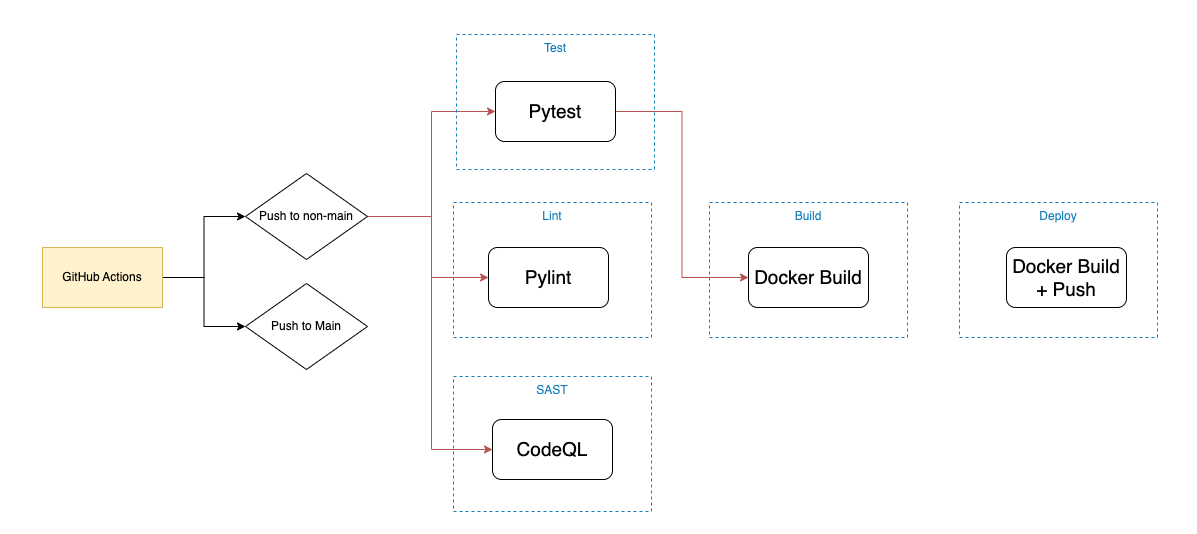 GitHub Actions
Push to non-main
Push to Main
Test
Pytest
Lint
Pylint
SAST
CodeQL
Build
Docker Build
Deploy
Docker Build
+ Push